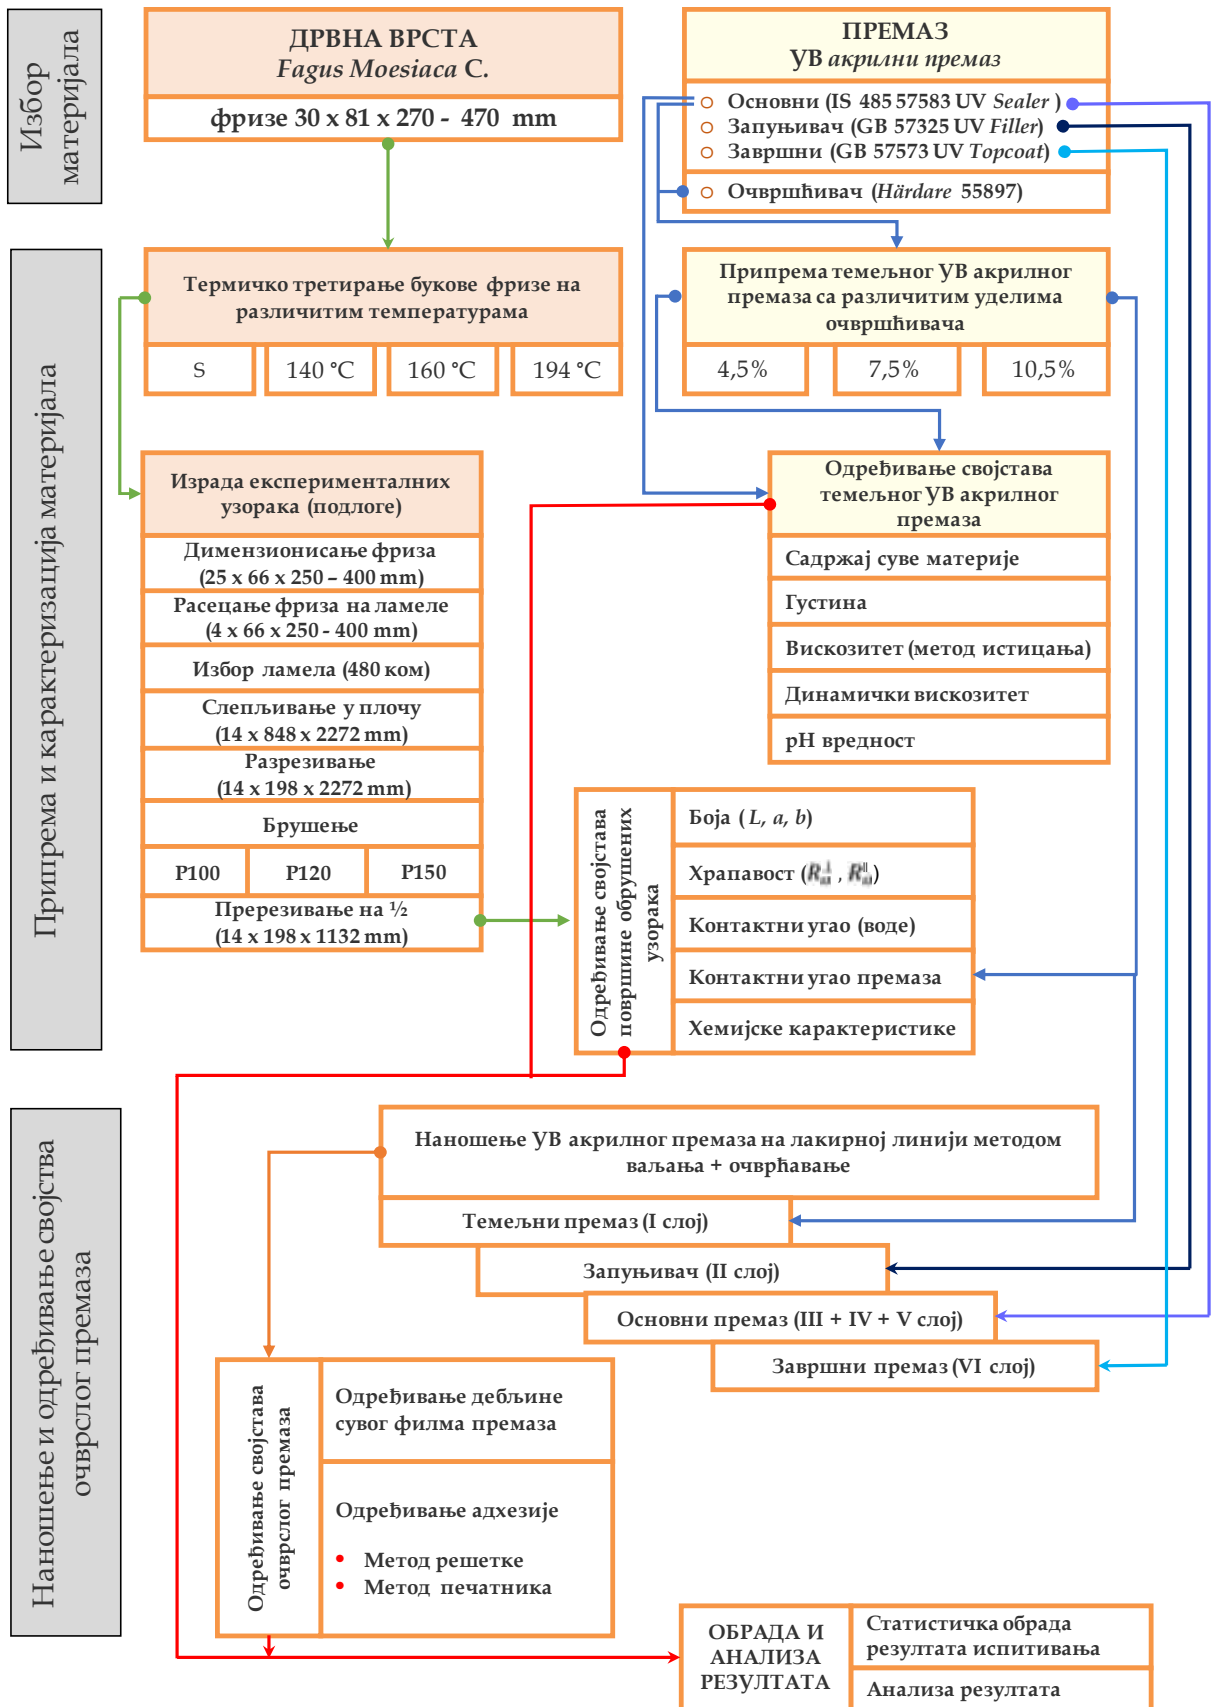 Избор
материјала
ДРВНА ВРСТА
Fagus Moesiaca C.
фризе 30 x 81 x 270 - 470 mm
ПРЕМАЗ
УВ акрилни премаз
Основни (IS 485 57583 UV Sealer )
Запуњивач (GB 57325 UV Filler)
Завршни (GB 57573 UV Topcoat)
Очвршћивач (Härdare 55897)
Припрема и карактеризација материјала
Термичко третирање букове фризе на
различитим температурама
S
140 °C
160 °C
194 °C
Припрема темељног УВ акрилног
премаза са различитим уделима
очвршћивача
4,5%
7,5%
10,5%
Израда експерименталних
узорака (подлоге)
Димензионисање фриза
(25 x 66 x 250 – 400 mm)
Расецање фриза на ламеле
(4 x 66 x 250 - 400 mm)
Избор ламела (480 ком)
Слепљивање у плочу
(14 x 848 x 2272 mm)
Разрезивање
(14 x 198 x 2272 mm)
Брушење
P100
P120
P150
Пререзивање на ½
(14 x 198 x 1132 mm)
Одређивање својстава
темељног УВ акрилног
премаза
Садржај суве материје
Густина
Вискозитет (метод истицања)
Динамички вискозитет
pH вредност
Одређивање својстава
површине обрушених
узорака
Боја ( L, a, b)
Храпавост (R⊥, R∥)
Контактни угао (воде)
Контактни угао премаза
Хемијске карактеристике
Наношење и одређивање својства
очврслог премаза
Наношење УВ акрилног премаза на лакирној линији методом
ваљања + очврћавање
Темељни премаз (I слој)
Запуњивач (II слој)
Основни премаз (III + IV + V слој)
Завршни премаз (VI слој)
Одређивање својстава
очврслог премаза
Одређивање дебљине
сувог филма премаза
Одређивање адхезије
• Метод решетке
• Метод печатника
ОБРАДА И
АНАЛИЗА
РЕЗУЛТАТА
Статистичка обрада
резултата испитивања
Анализа резултата